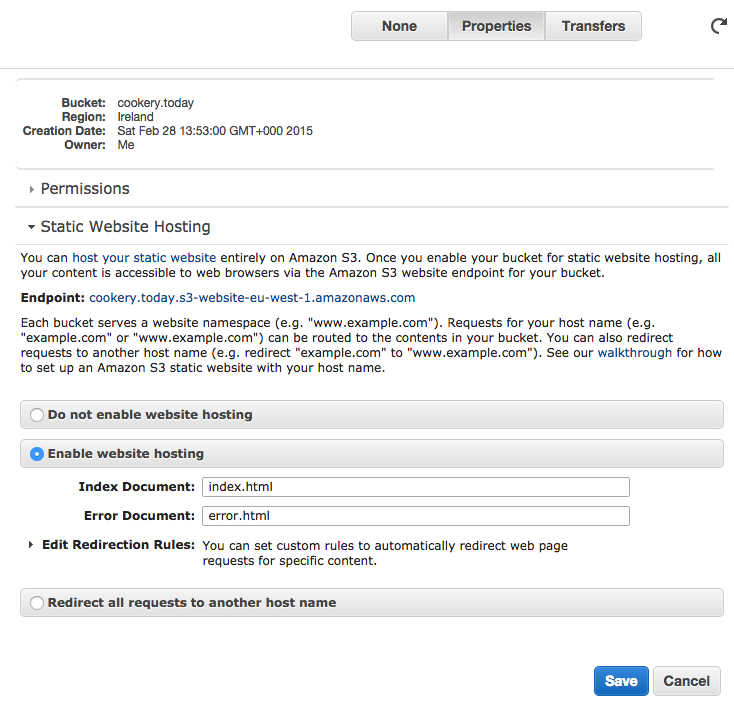 None Properties Transfers
Bucket: cookery.today
Region: Ireland
Creation Date: Sat Feb 28 13:53:00 GMT+000 2015
Owner: Me
Permissions
Static Website Hosting
You can host your static website entirely on Amazon S3. Once you enable your bucket for static website hosting, all
your content is accessible to web browsers via the Amazon S3 website endpoint for your bucket.
Endpoint: cookery.today.s3-website-eu-west-1.amazonaws.com
Each bucket serves a website namespace (e.g. "www.example.com"). Requests for your host name (e.g.
"example.com" or "www.example.com") can be routed to the contents in your bucket. You can also redirect
requests to another host name (e.g. redirect "example.com" to "www.example.com"). See our walkthrough for how
to set up an Amazon S3 static website with your host name.
Do not enable website hosting
Enable website hosting
Index Document: index.html
Error Document: error.html
Edit Redirection Rules: You can set custom rules to automatically redirect web page
requests for specific content.
Redirect all requests to another host name
Save Cancel